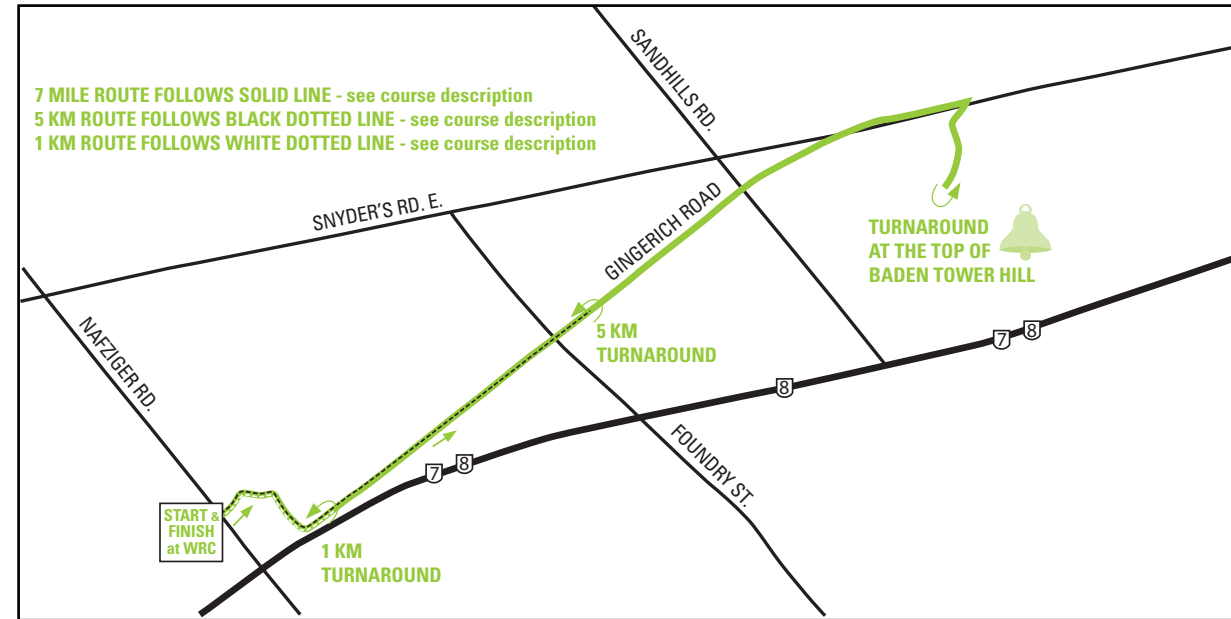 SANDHILLS RD.
7 MILE ROUTE FOLLOWS SOLID LINE - see course description
5 KM ROUTE FOLLOWS BLACK DOTTED LINE - see course description
1 KM ROUTE FOLLOWS WHITE DOTTED LINE - see course description
SNYDER'S RD. E.
GINGERICH ROAD
TURNAROUND
AT THE TOP OF
BADEN TOWER HILL
NAFZIGER RD.
5 KM
TURNAROUND
7 8
8
FOUNDRY ST.
7 8
START &
FINISH
at WRC
1 KM
TURNAROUND